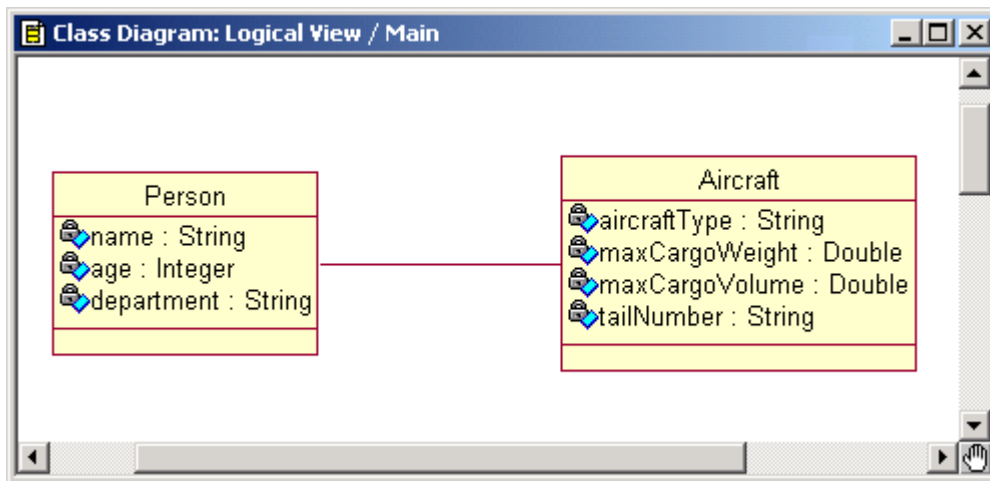 Class Diagram: Logical View / Main
Person
name : String
age : Integer
department : String
Aircraft
aircraftType : String
maxCargoWeight : Double
maxCargoVolume : Double
tailNumber : String